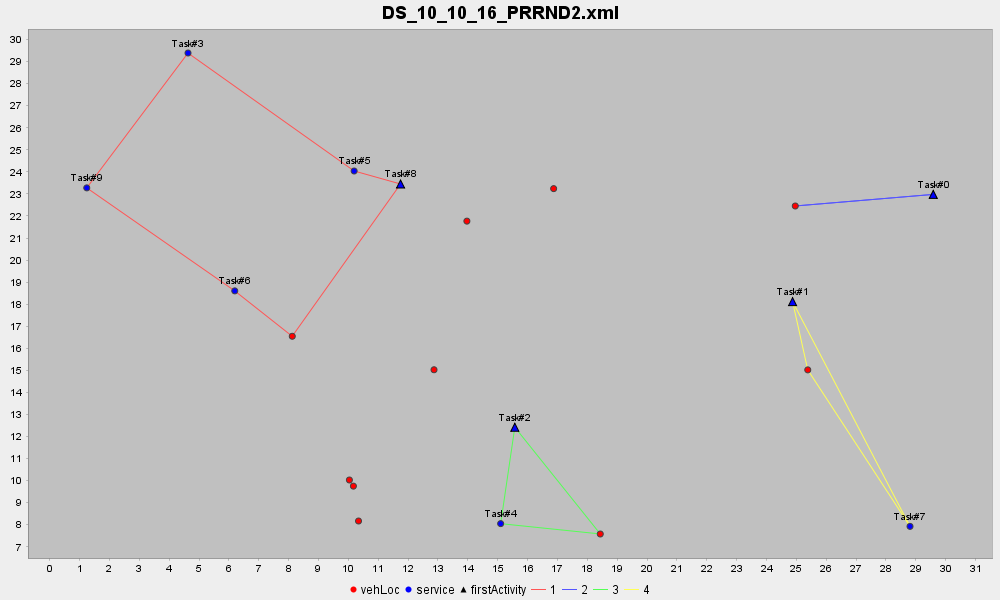 DS_10_10_16_PRRND2.xml
30
29
28
27
26
25
24
23
22
21
20
19
18
17
16
15
14
13
12
11
10
9
8
7
Task#3
Task#5
Task#8
Task#9
Task#0
Task#6
Task#1
Task#2
Task#4
Task#7
0 1 2 3 4 5 6 7 8 9 10 11 12 13 14 15 16 17 18 19 20 21 22 23 24 25 26 27 28 29 30 31
vehLoc service firstActivity 1 2 3 4